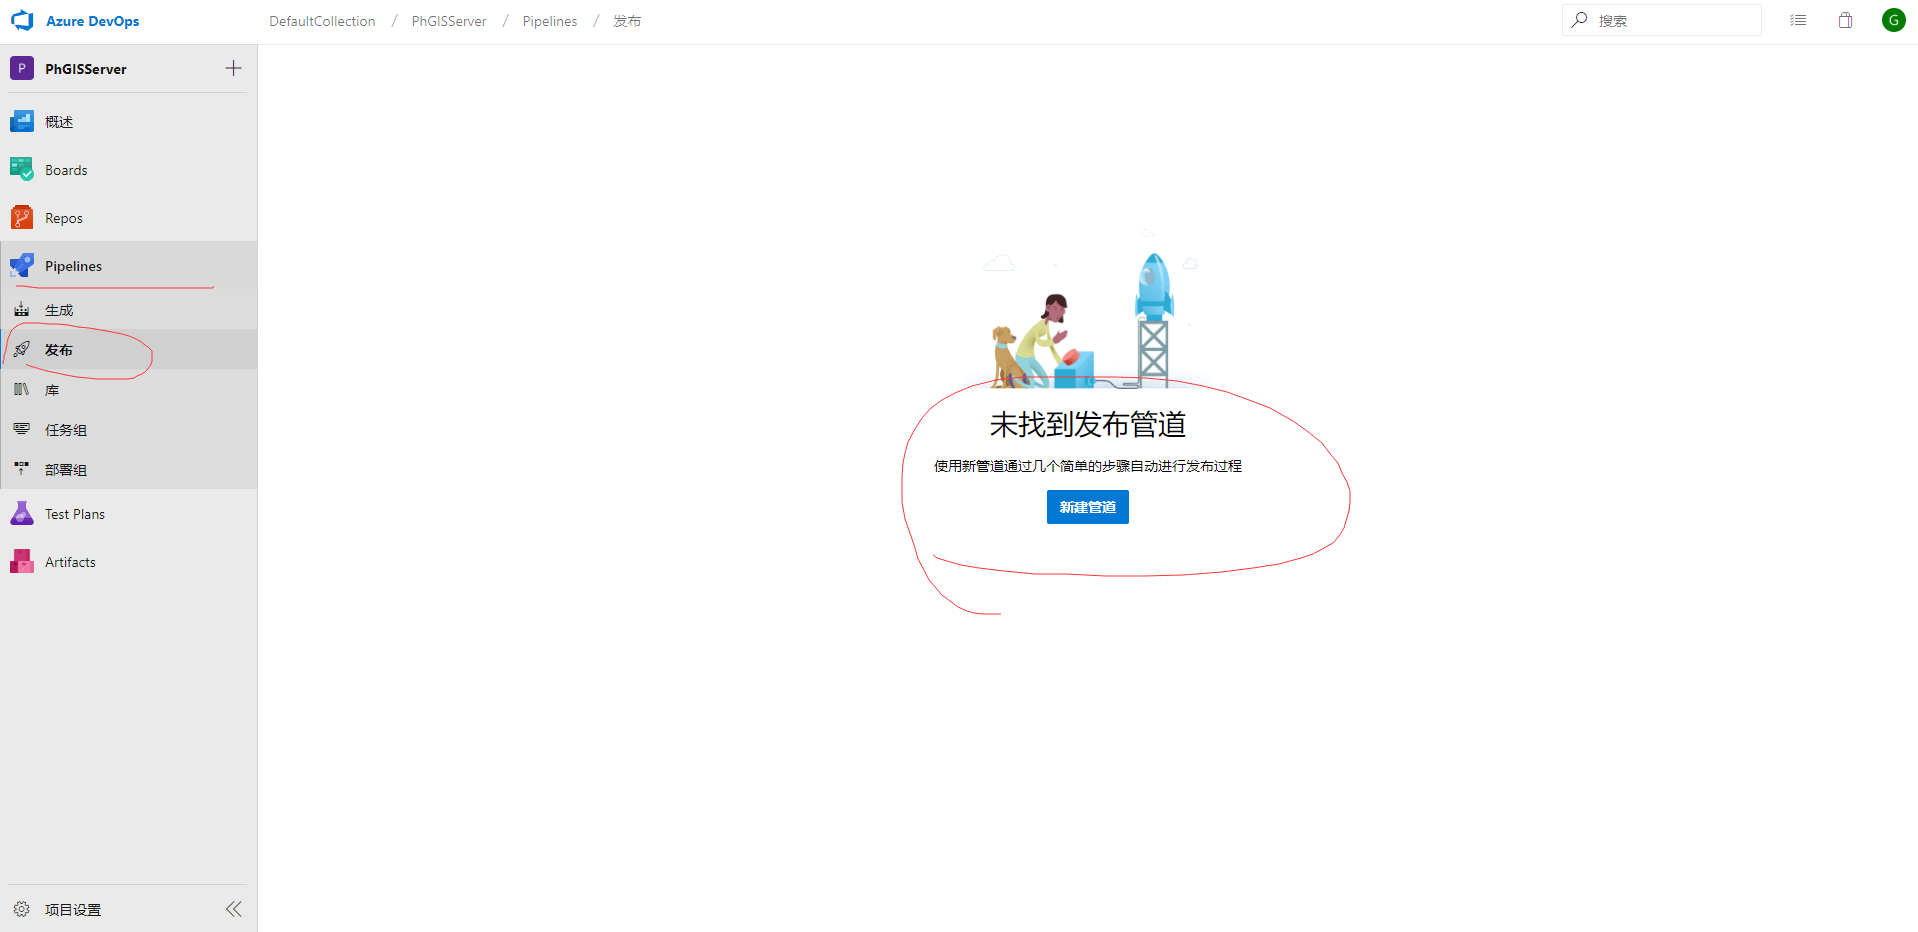 Azure DevOps
DefaultCollection / PhGISServer / Pipelines / 发布
搜索
G
P PhGISServer
概述
Boards
Repos
Pipelines
生成
发布
库
任务组
部署组
Test Plans
Artifacts
项目设置
未找到发布管道
使用新管道通过几个简单的步骤自动进行发布过程
新建管道